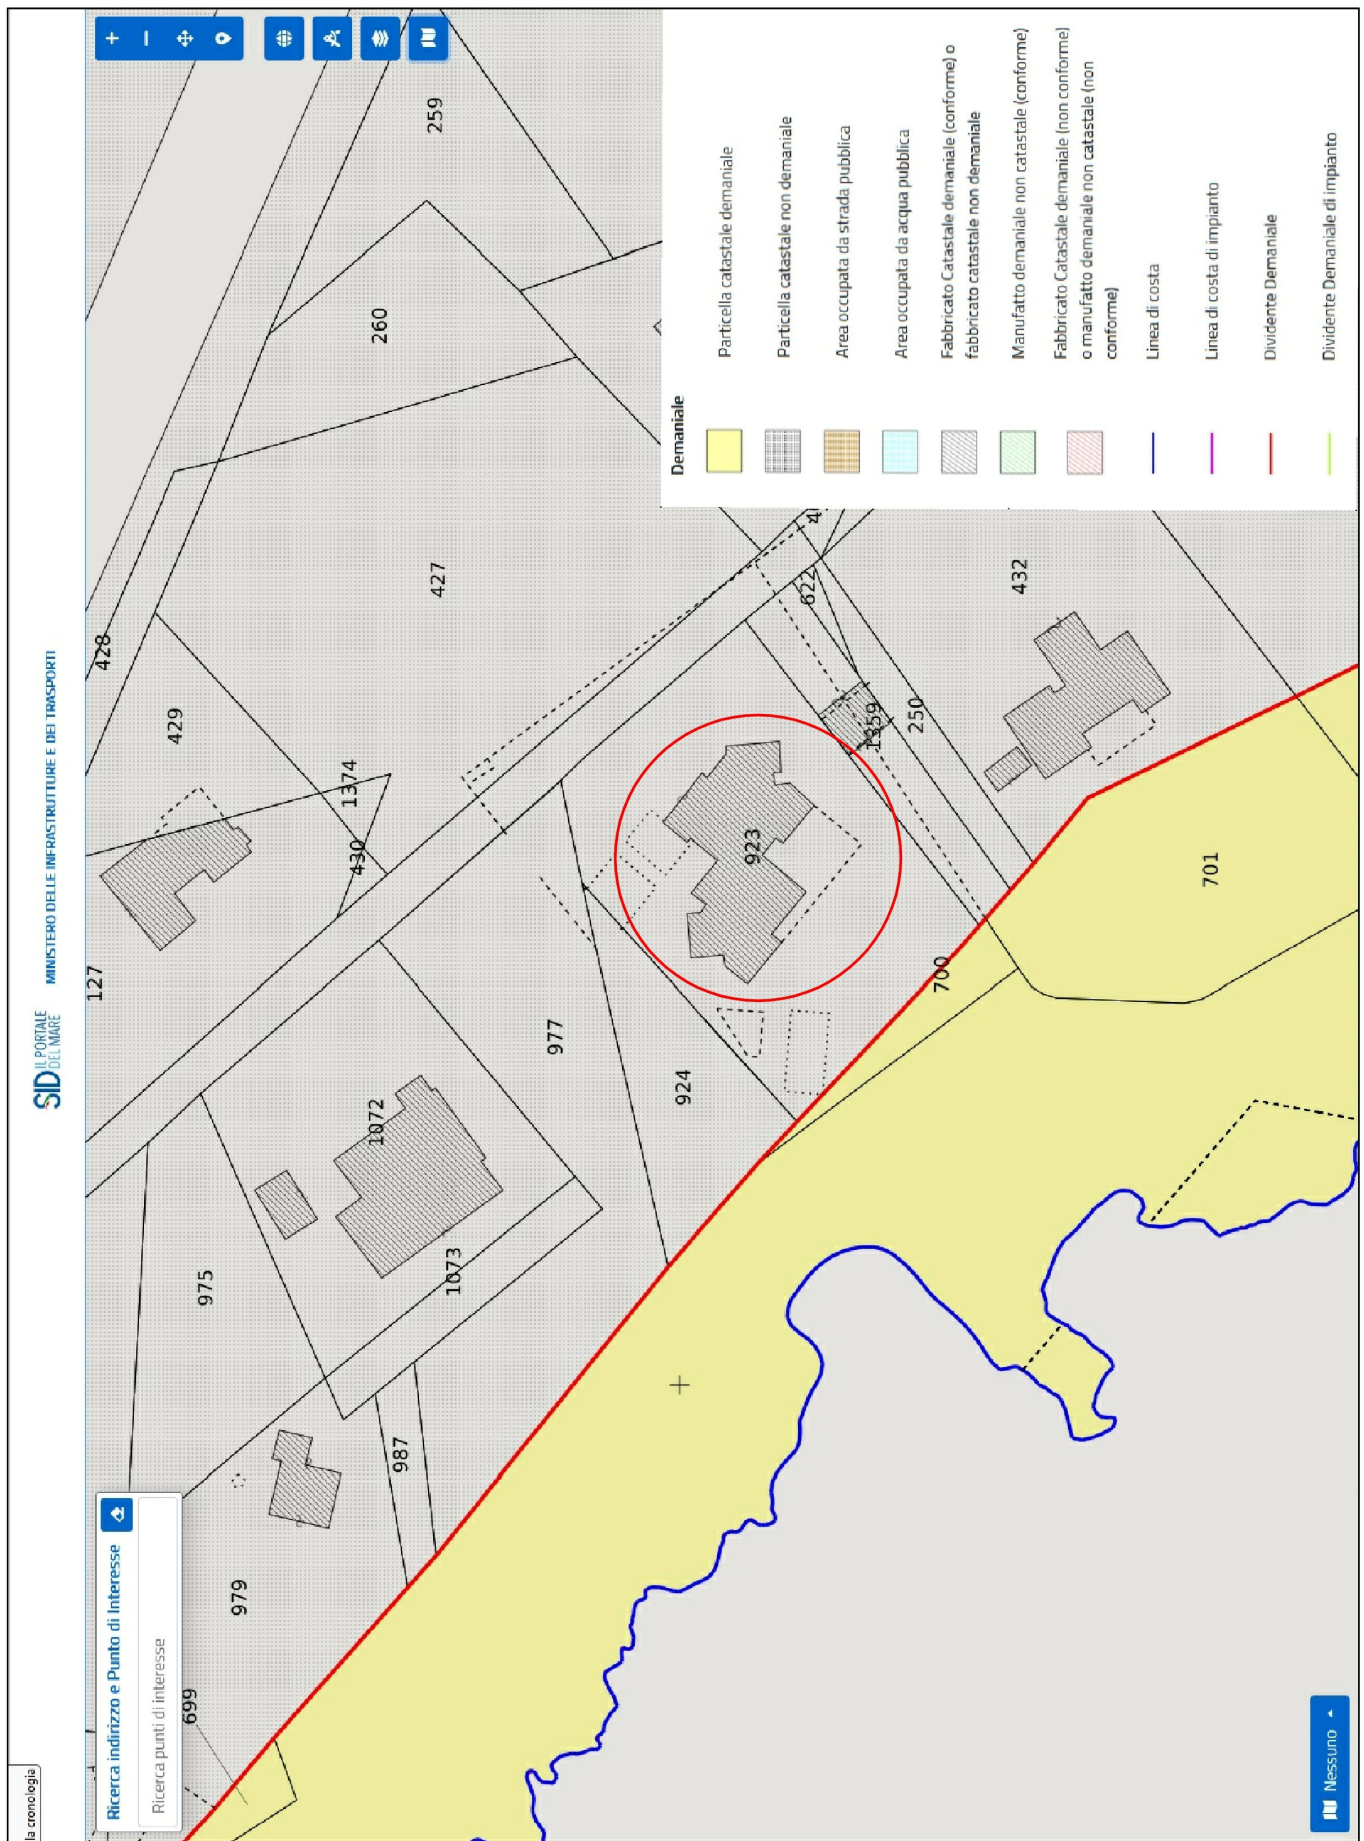 la cronologia
SID IL PORTALE
DEL MARE
MINISTERO DELLE INFRASTRUTTURE E DEI TRASPORTI
Ricerca indirizzo e Punto di Interesse
Ricerca punti di interesse
+
−
699
979
987
975
127
1073
1072
977
924
430
1374
429
428
427
260
259
923
700
1359
250
622
432
701
Demaniale
Particella catastale demaniale
Particella catastale non demaniale
Area occupata da strada pubblica
Area occupata da acqua pubblica
Fabbricato Catastale demaniale (conforme) o
fabbricato catastale non demaniale
Manufatto demaniale non catastale (conforme)
Fabbricato Catastale demaniale (non conforme)
o manufatto demaniale non catastale (non
conforme)
Linea di costa
Linea di costa di impianto
Dividente Demaniale
Dividente Demaniale di impianto
Nessuno